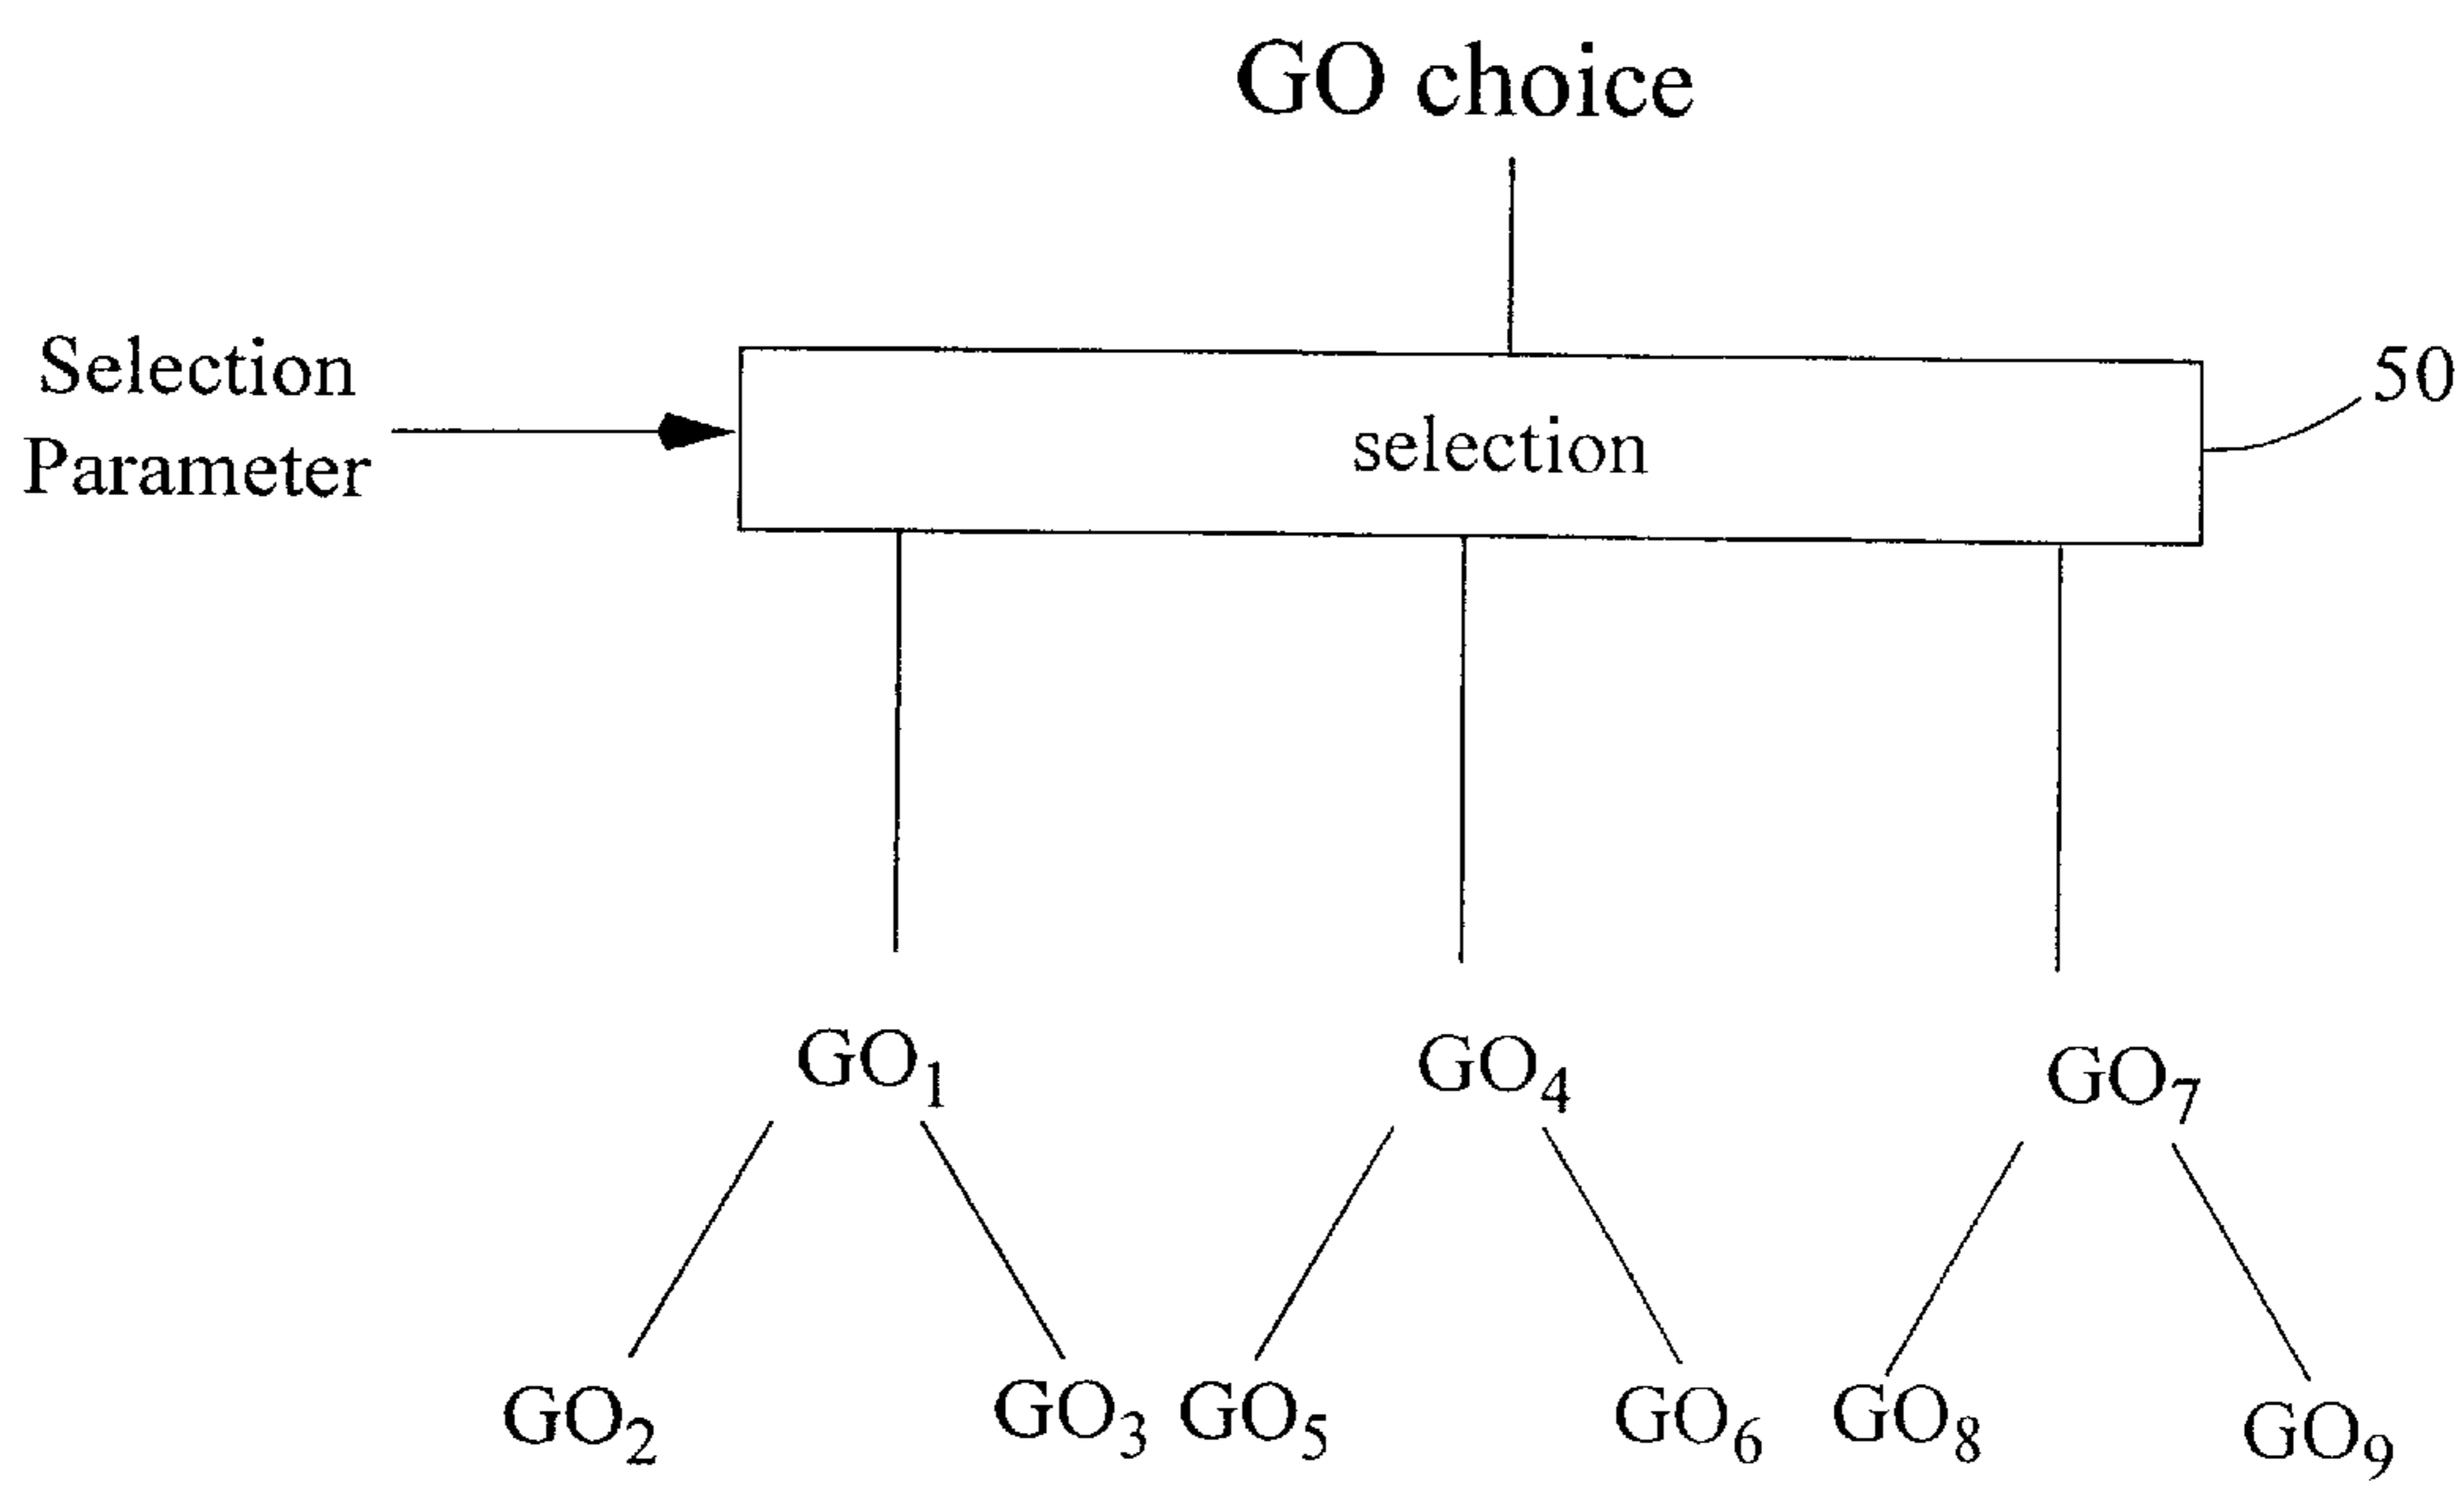 GO choice
Selection
Parameter
selection
50
GO₁ GO₄ GO₇
GO₂ GO₃ GO₅ GO₆ GO₈ GO₉